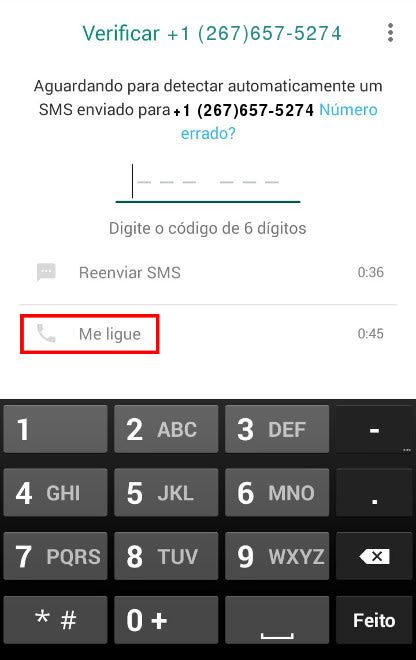 Verificar +1 (267)657-5274
Aguardando para detectar automaticamente um
SMS enviado para +1 (267)657-5274 Número
errado?
Digite o código de 6 dígitos
Reenviar SMS 0:36
Me ligue 0:45
1 2 ABC 3 DEF -
4 GHI 5 JKL 6 MNO .
7 PQRS 8 TUV 9 WXYZ
* # 0 + Feito